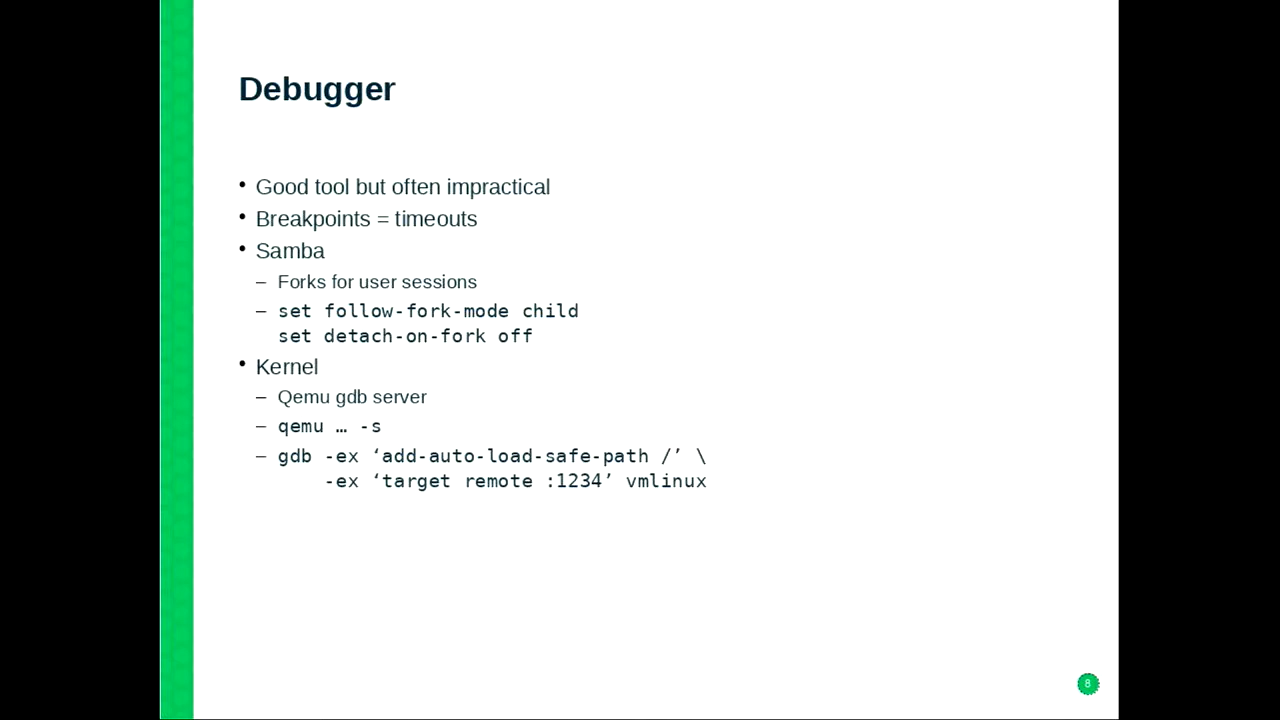 Debugger
• Good tool but often impractical
• Breakpoints = timeouts
• Samba
– Forks for user sessions
– set follow-fork-mode child
set detach-on-fork off
• Kernel
– Qemu gdb server
– qemu … -s
– gdb -ex ‘add-auto-load-safe-path /’ \
-ex ‘target remote :1234’ vmlinux
8